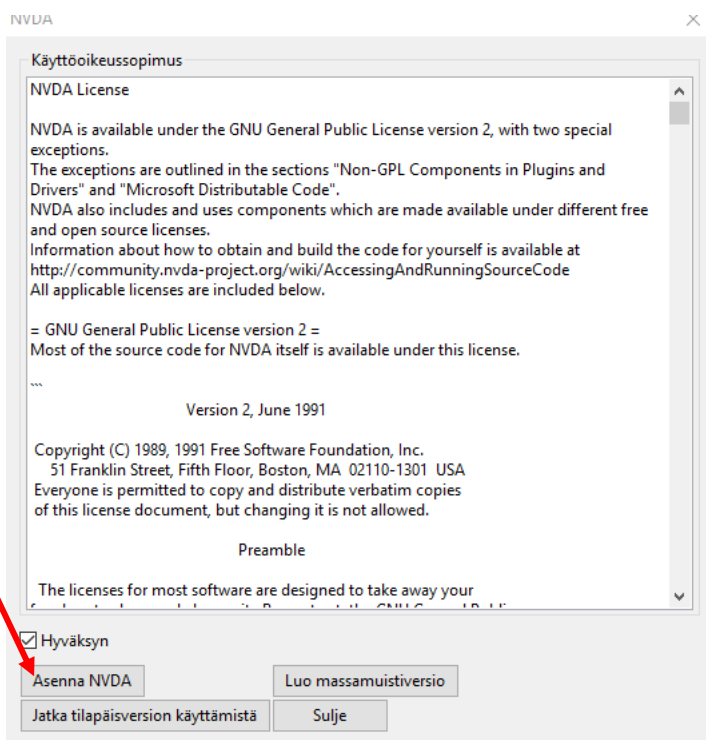 NVDA
Käyttöoikeussopimus
NVDA License
NVDA is available under the GNU General Public License version 2, with two special
exceptions.
The exceptions are outlined in the sections "Non-GPL Components in Plugins and
Drivers" and "Microsoft Distributable Code".
NVDA also includes and uses components which are made available under different free
and open source licenses.
Information about how to obtain and build the code for yourself is available at
http://community.nvda-project.org/wiki/AccessingAndRunningSourceCode
All applicable licenses are included below.
= GNU General Public License version 2 =
Most of the source code for NVDA itself is available under this license.
```
Version 2, June 1991
Copyright (C) 1989, 1991 Free Software Foundation, Inc.
51 Franklin Street, Fifth Floor, Boston, MA 02110-1301 USA
Everyone is permitted to copy and distribute verbatim copies
of this license document, but changing it is not allowed.
Preamble
The licenses for most software are designed to take away your
Hyväksyn
Asenna NVDA
Luo massamuistiversio
Jatka tilapäisversion käyttämistä
Sulje